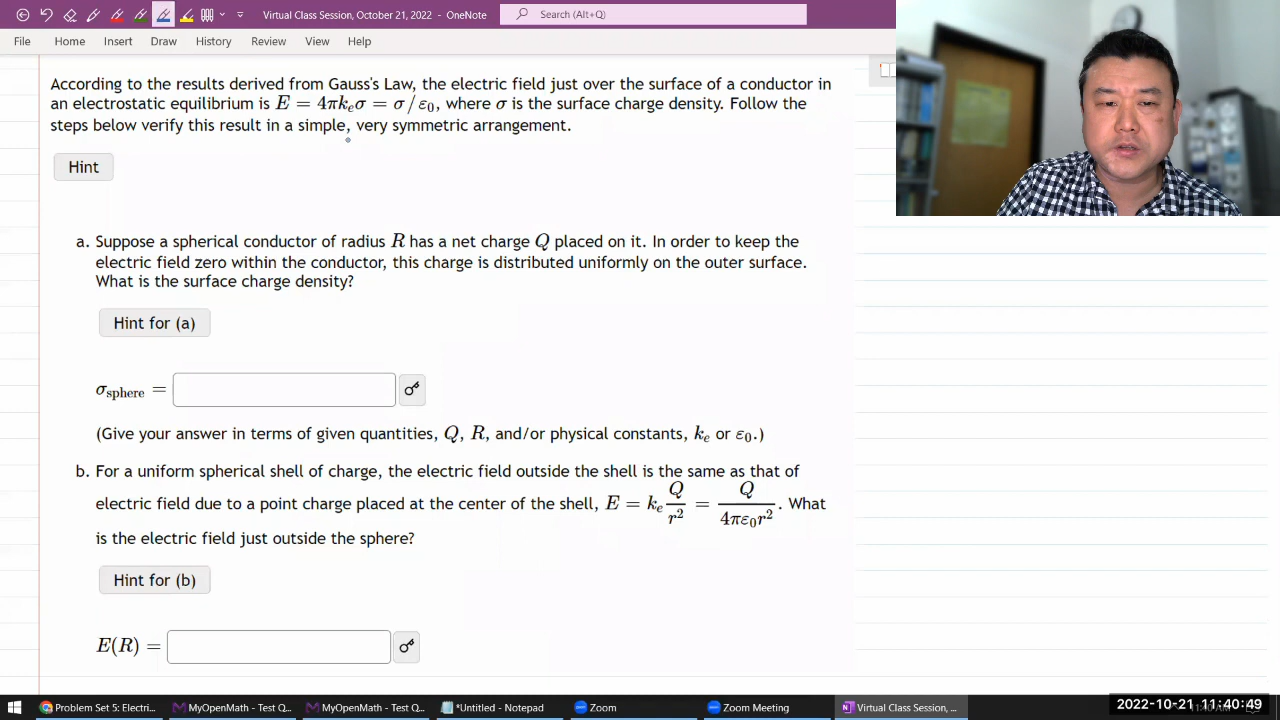 Virtual Class Session, October 21, 2022 - OneNote
Search (Alt+Q)
File Home Insert Draw History Review View Help
According to the results derived from Gauss's Law, the electric field just over the surface of a conductor in
an electrostatic equilibrium is E = 4πkₑσ = σ/ε₀, where σ is the surface charge density. Follow the
steps below verify this result in a simple, very symmetric arrangement.
Hint
a. Suppose a spherical conductor of radius R has a net charge Q placed on it. In order to keep the
electric field zero within the conductor, this charge is distributed uniformly on the outer surface.
What is the surface charge density?
Hint for (a)
σsphere =
(Give your answer in terms of given quantities, Q, R, and/or physical constants, kₑ or ε₀.)
b. For a uniform spherical shell of charge, the electric field outside the shell is the same as that of
electric field due to a point charge placed at the center of the shell, E = kₑ Q/r² = Q/4πε₀r². What
is the electric field just outside the sphere?
Hint for (b)
E(R) =
Problem Set 5: Electri... MyOpenMath - Test Q... MyOpenMath - Test Q... *Untitled - Notepad Zoom Zoom Meeting Virtual Class Session, ...
2022-10-21 11:40:49